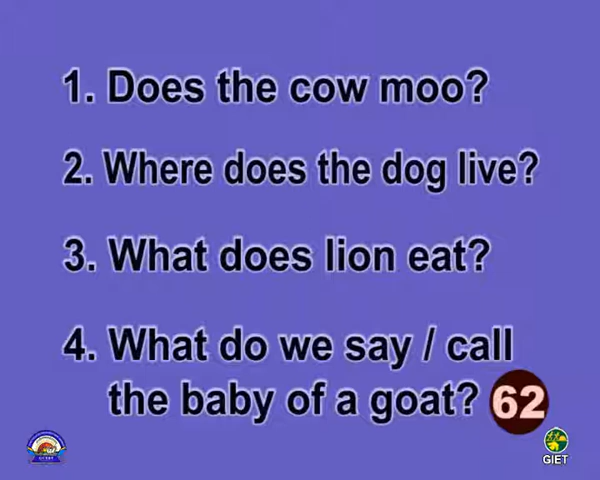 1. Does the cow moo?
2. Where does the dog live?
3. What does lion eat?
4. What do we say / call
the baby of a goat? 62
GIET